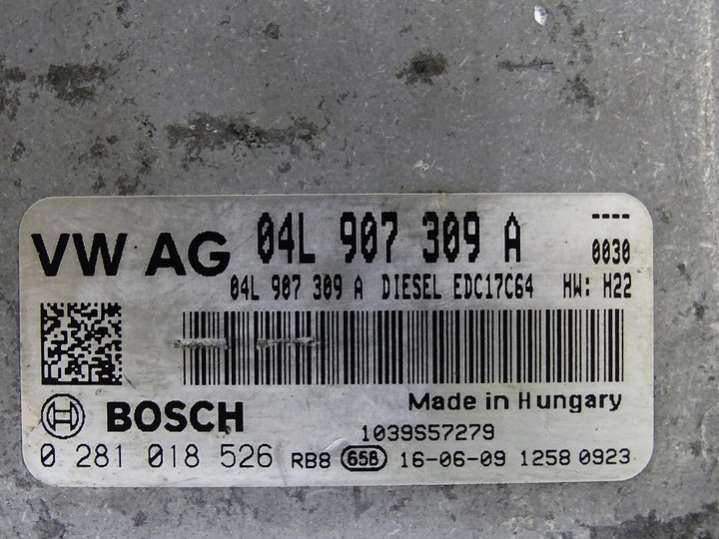 VW AG 04L 907 309 A ----
0030
04L 907 309 A DIESEL EDC17C64 HW: H22
Made in Hungary
BOSCH
1039S57279
0 281 018 526 RB8 658 16-06-09 1258 0923